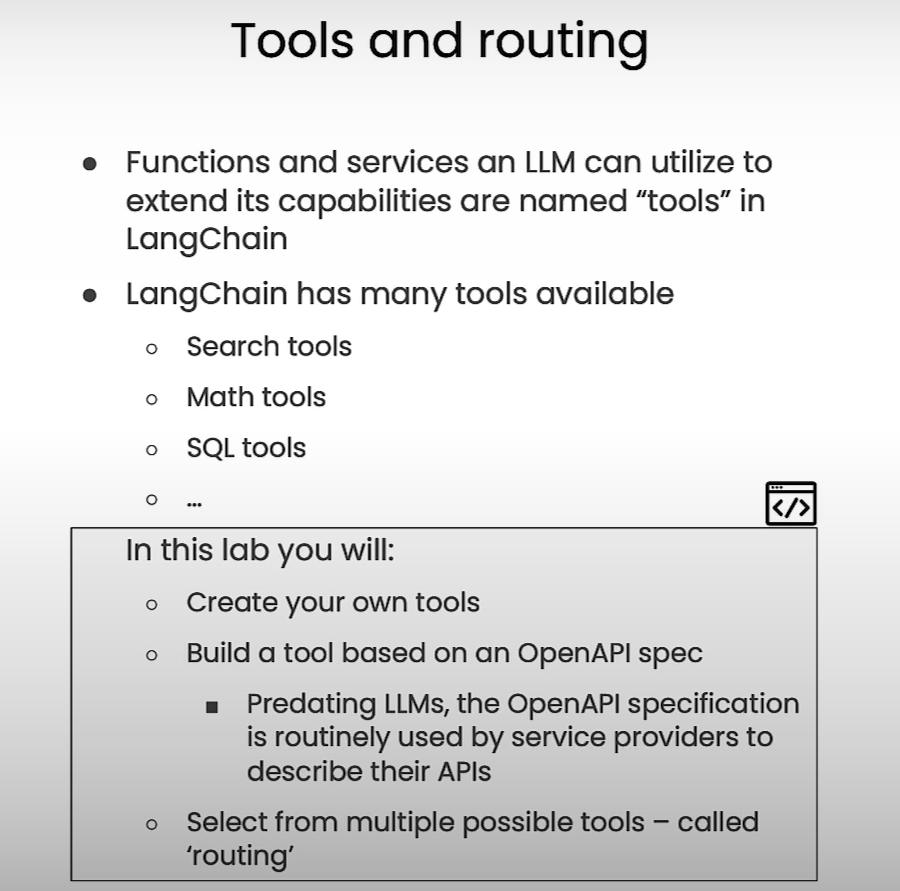 Tools and routing
● Functions and services an LLM can utilize to
extend its capabilities are named “tools” in
LangChain
● LangChain has many tools available
○ Search tools
○ Math tools
○ SQL tools
○ ...
</>
In this lab you will:
○ Create your own tools
○ Build a tool based on an OpenAPI spec
■ Predating LLMs, the OpenAPI specification
is routinely used by service providers to
describe their APIs
○ Select from multiple possible tools – called
‘routing’